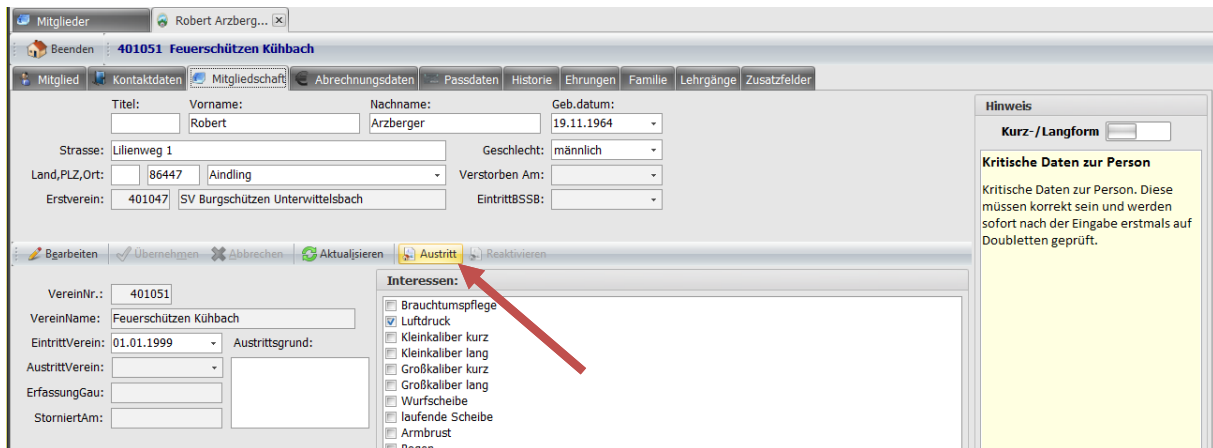 Mitglieder
Robert Arzberg...
Beenden 401051 Feuerschützen Kühbach
Mitglied Kontaktdaten Mitgliedschaft Abrechnungsdaten Passdaten Historie Ehrungen Familie Lehrgänge Zusatzfelder
Titel: Vorname: Nachname: Geb.datum:
Robert Arzberger 19.11.1964
Strasse: Lilienweg 1 Geschlecht: männlich
Land,PLZ,Ort: 86447 Aindling Verstorben Am:
Erstverein: 401047 SV Burgschützen Unterwittelsbach EintrittBSSB:
Hinweis
Kurz-/Langform
Kritische Daten zur Person
Kritische Daten zur Person. Diese
müssen korrekt sein und werden
sofort nach der Eingabe erstmals auf
Doubletten geprüft.
Bearbeiten Übernehmen Abbrechen Aktualisieren Austritt Reaktivieren
VereinNr.: 401051
VereinName: Feuerschützen Kühbach
EintrittVerein: 01.01.1999 Austrittsgrund:
AustrittVerein:
ErfassungGau:
StorniertAm:
Interessen:
Brauchtumspflege
Luftdruck
Kleinkaliber kurz
Kleinkaliber lang
Großkaliber kurz
Großkaliber lang
Wurfscheibe
laufende Scheibe
Armbrust